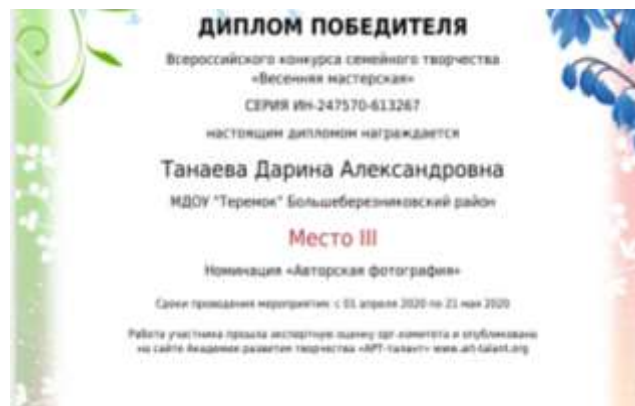 ДИПЛОМ ПОБЕДИТЕЛЯ
Всероссийского конкурса семейного творчества
«Весенняя мастерская»
СЕРИЯ ИН-247570-613267
настоящим дипломом награждается
Танаева Дарина Александровна
МДОУ "Теремок" Большеберезниковский район
Место III
Номинация «Авторская фотография»
Сроки проведения мероприятия: с 01 апреля 2020 по 21 мая 2020
Работа участника прошла экспертную оценку орг.комитета и опубликована
на сайте Академии развития творчества «АРТ-талант» www.art-talant.org